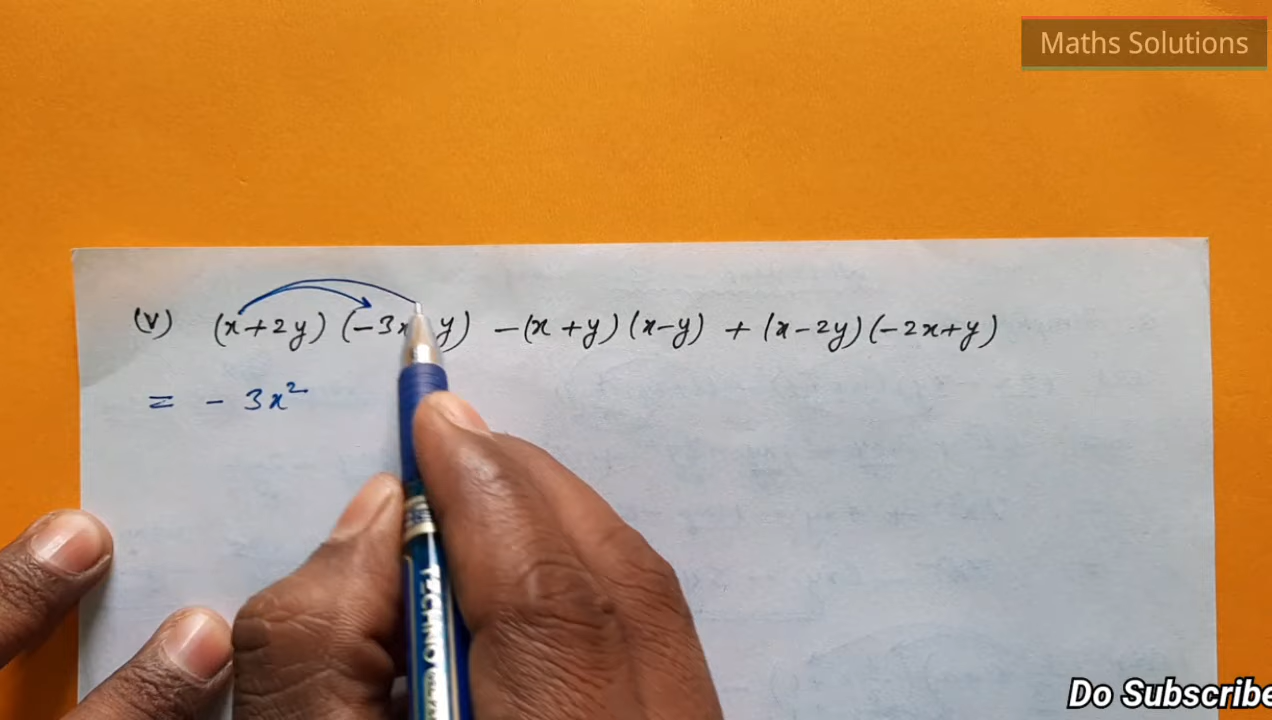 Maths Solutions
(v) (x+2y) (-3x y) -(x+y) (x-y) + (x-2y)(-2x+y)
= - 3x²
Do Subscribe